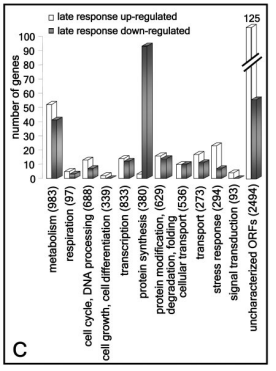 125
late response up-regulated
late response down-regulated
number of genes
100
90
80
70
60
50
40
30
20
10
0
metabolism (983)
respiration (97)
cell cycle, DNA processing (688)
cell growth, cell differentiation (339)
transcription (833)
protein synthesis (380)
protein modification, (629)
degradation, folding
cellular transport (536)
transport (273)
stress response (294)
signal transduction (93)
uncharacterized ORFs (2494)
C